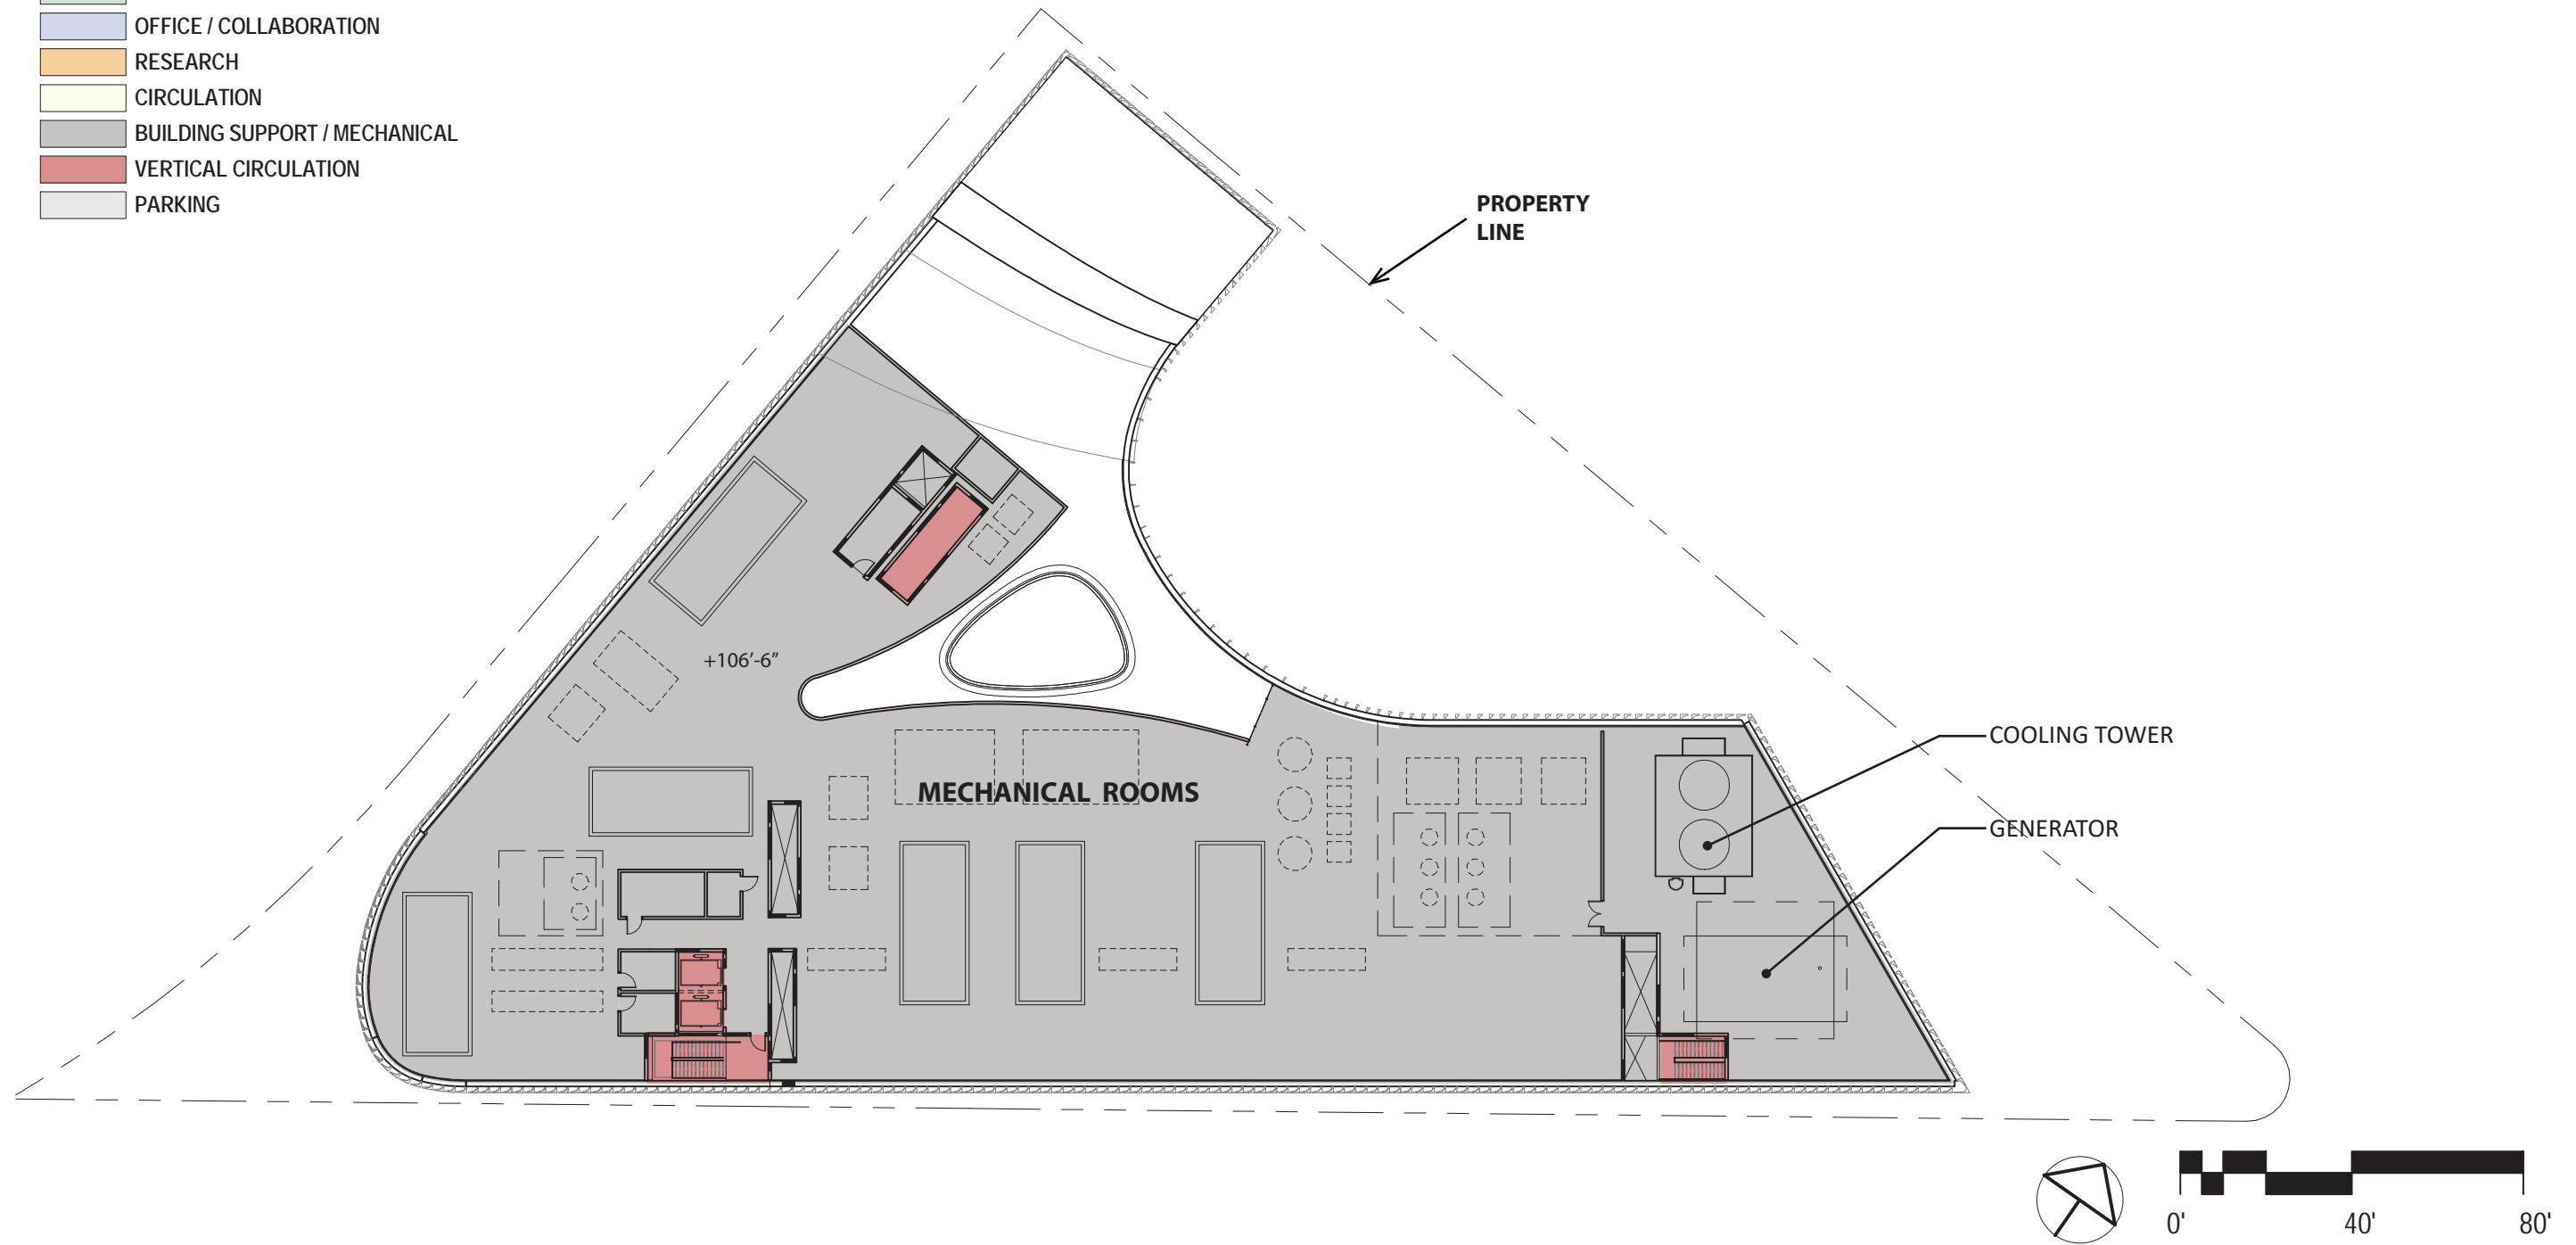 OFFICE / COLLABORATION
RESEARCH
CIRCULATION
BUILDING SUPPORT / MECHANICAL
VERTICAL CIRCULATION
PARKING
PROPERTY
LINE
+106'-6"
MECHANICAL ROOMS
COOLING TOWER
GENERATOR
0' 40' 80'